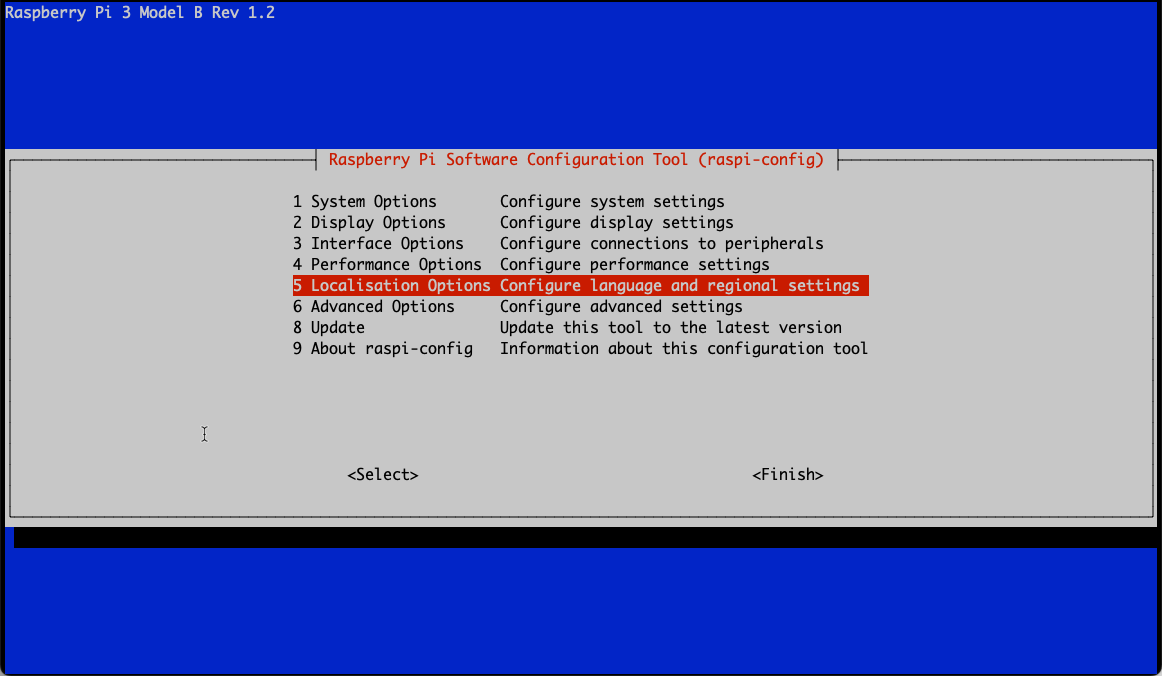 Raspberry Pi 3 Model B Rev 1.2
Raspberry Pi Software Configuration Tool (raspi-config)
1 System Options Configure system settings
2 Display Options Configure display settings
3 Interface Options Configure connections to peripherals
4 Performance Options Configure performance settings
5 Localisation Options Configure language and regional settings
6 Advanced Options Configure advanced settings
8 Update Update this tool to the latest version
9 About raspi-config Information about this configuration tool
<Select> <Finish>